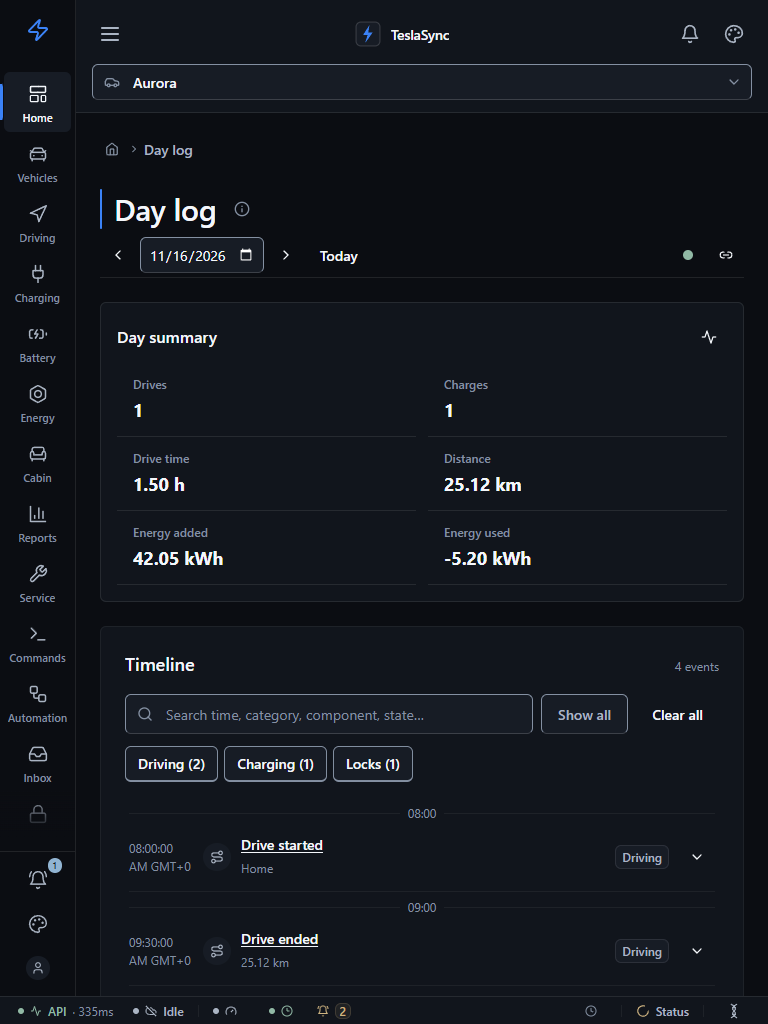 TeslaSync
Aurora
Home
Vehicles
Driving
Charging
Battery
Energy
Cabin
Reports
Service
Commands
Automation
Inbox
1
Day log
Day log
11/16/2026
Today
Day summary
Drives
1
Charges
1
Drive time
1.50 h
Distance
25.12 km
Energy added
42.05 kWh
Energy used
-5.20 kWh
Timeline
4 events
Search time, category, component, state...
Show all
Clear all
Driving (2)
Charging (1)
Locks (1)
08:00
08:00:00
AM GMT+0
Drive started
Home
Driving
09:00
09:30:00
AM GMT+0
Drive ended
25.12 km
Driving
API · 335ms
Idle
2
Status